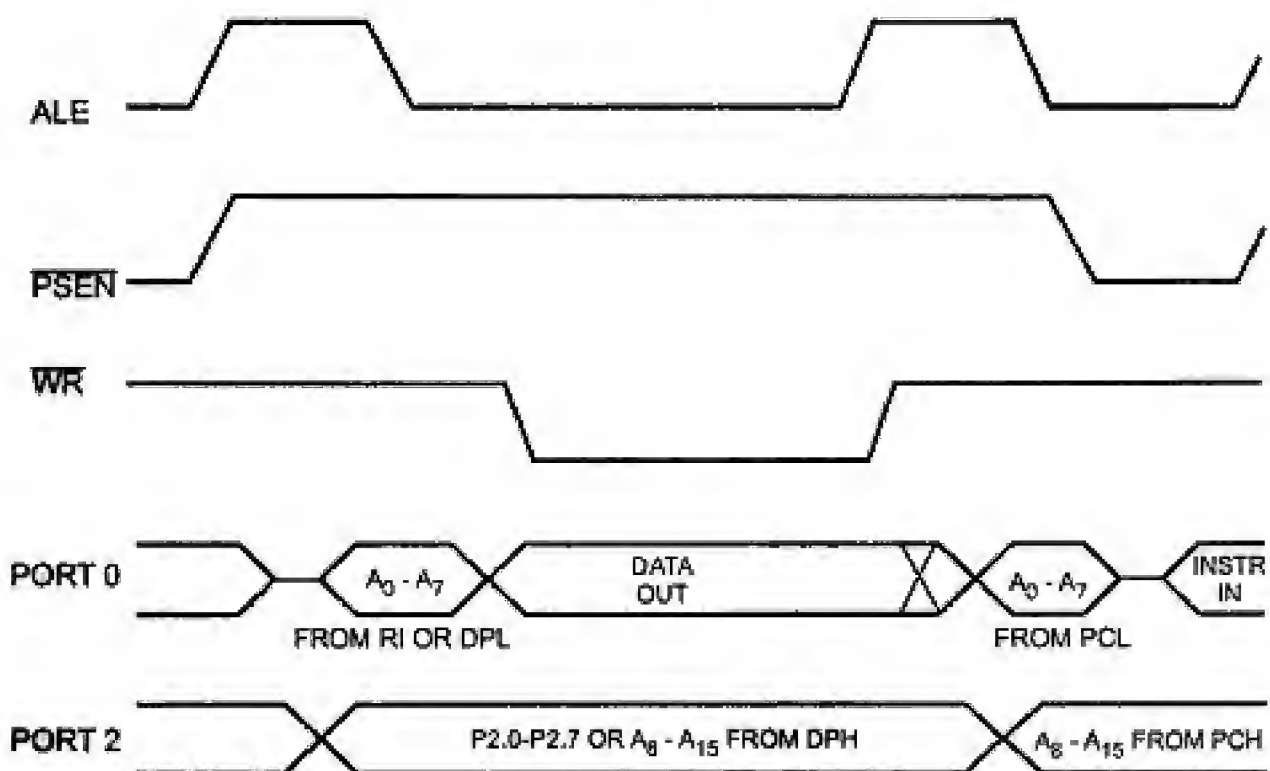 ALE
PSEN
WR
PORT 0
A0 - A7
DATA
OUT
A0 - A7
INSTR
IN
FROM RI OR DPL
FROM PCL
PORT 2
P2.0-P2.7 OR A8 - A15 FROM DPH
A8 - A15 FROM PCH